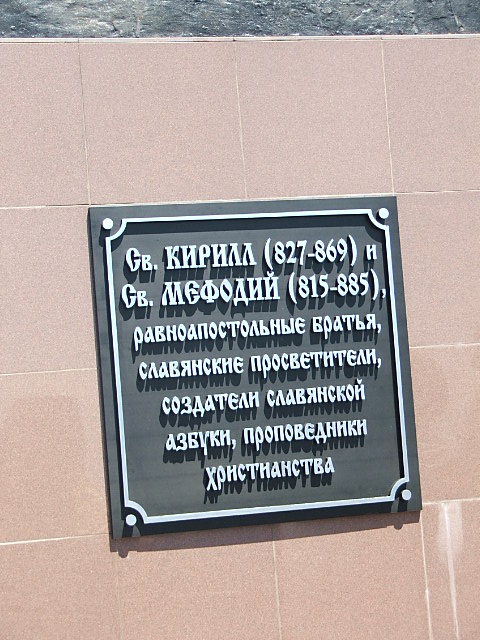 Св. КИРИЛЛ (827-869) и
Св. МЕФОДИЙ (815-885),
равноапостольные братья,
славянские просветители,
создатели славянской
азбуки, проповедники
христианства